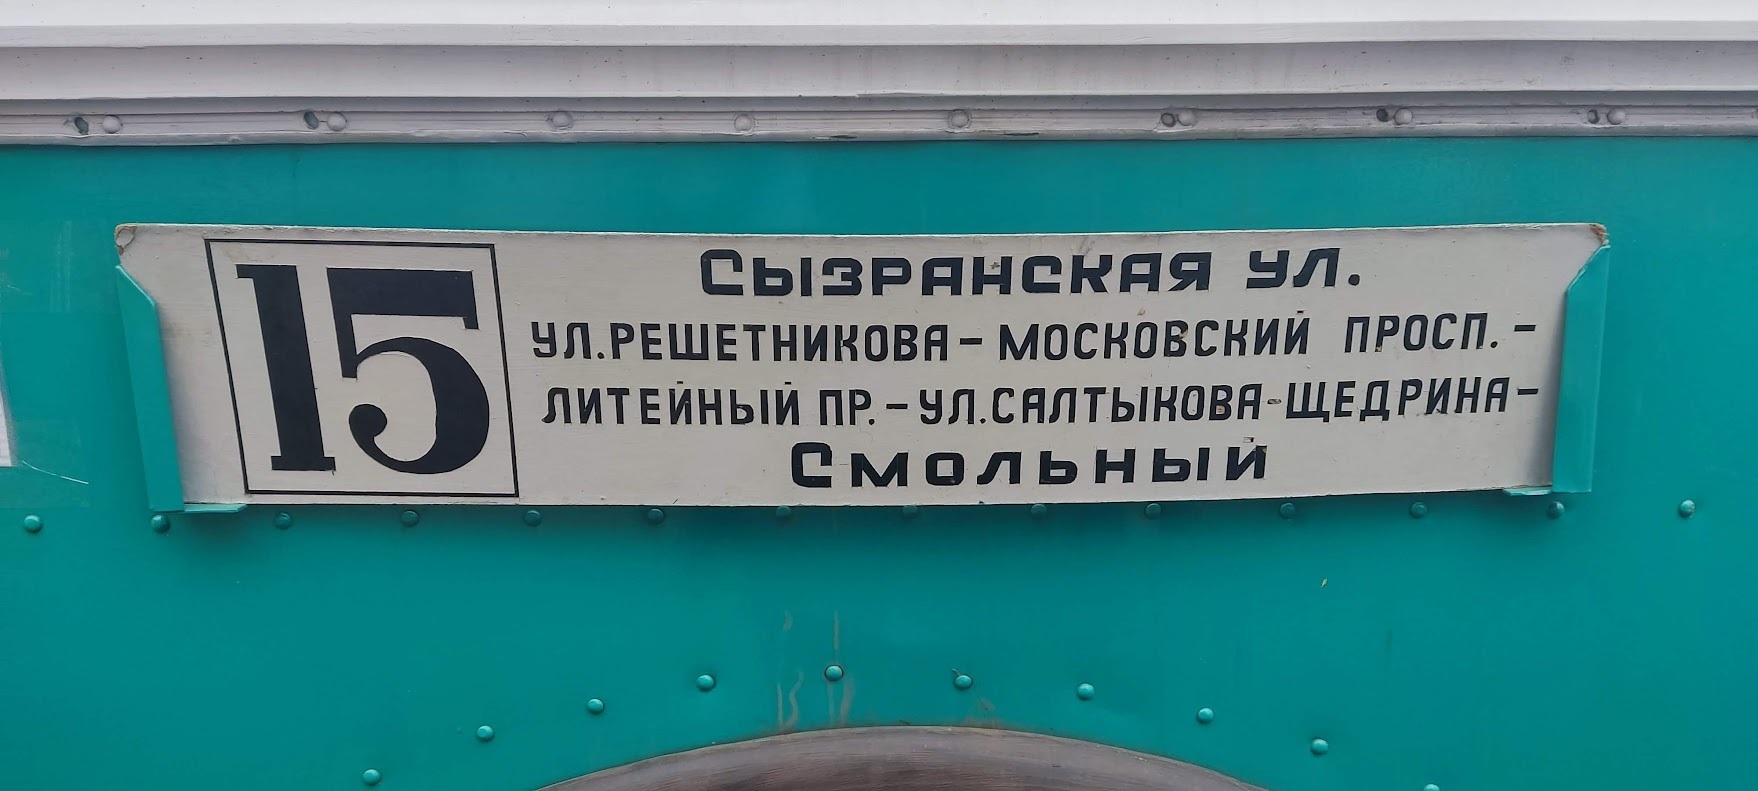 15
Сызранская ул.
УЛ.РЕШЕТНИКОВА – МОСКОВСКИЙ ПРОСП. –
ЛИТЕЙНЫЙ ПР. – УЛ.САЛТЫКОВА-ЩЕДРИНА –
Смольный